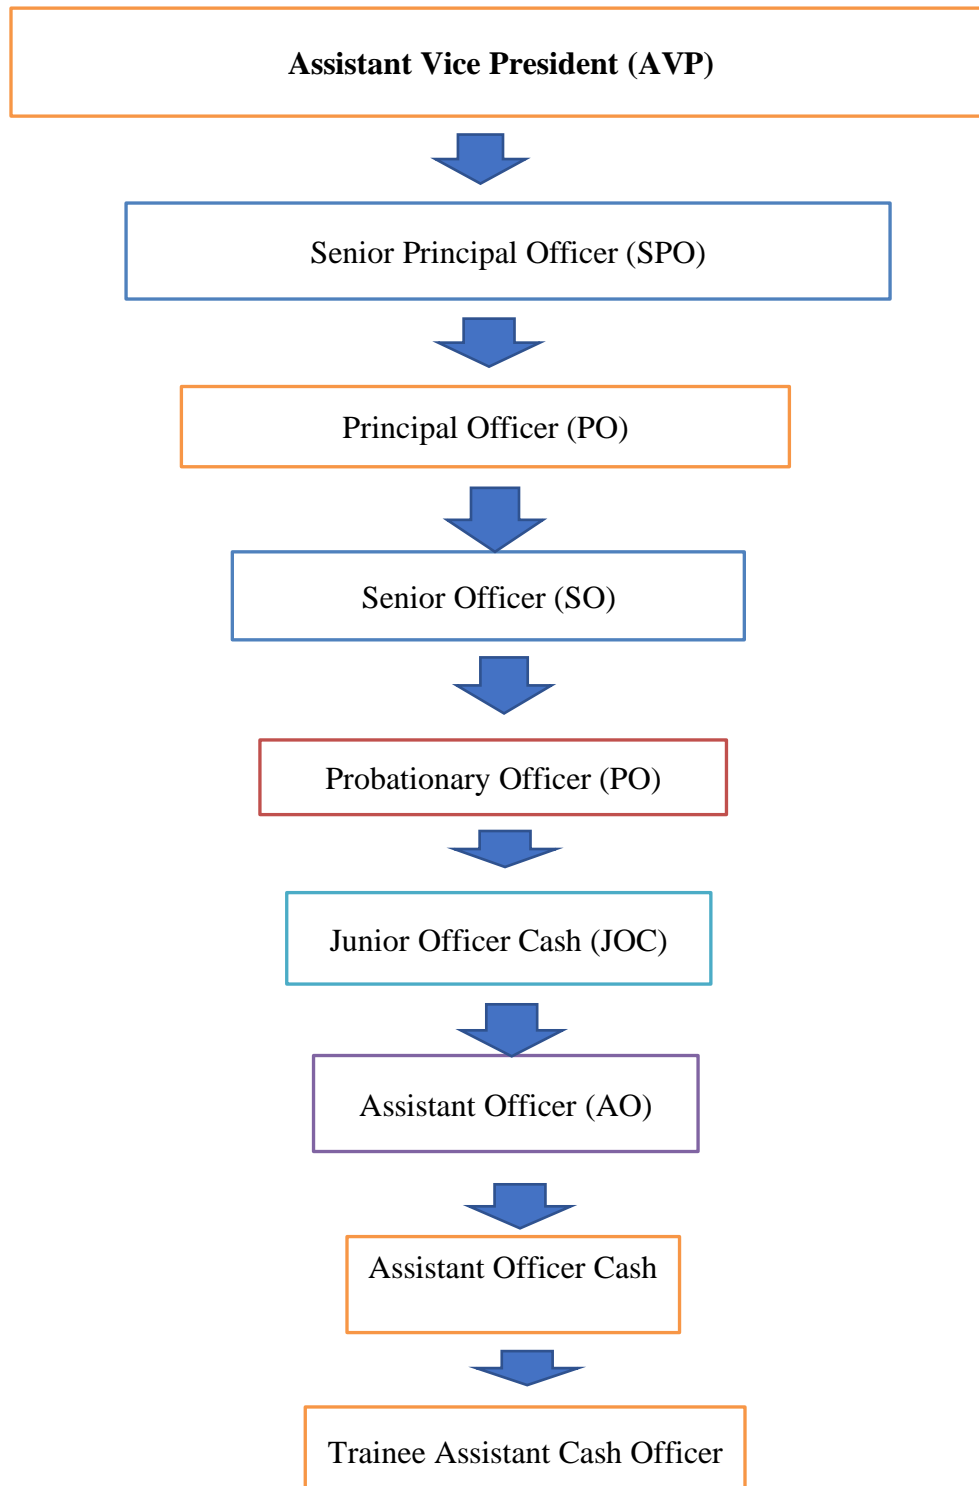 Assistant Vice President (AVP)
Senior Principal Officer (SPO)
Principal Officer (PO)
Senior Officer (SO)
Probationary Officer (PO)
Junior Officer Cash (JOC)
Assistant Officer (AO)
Assistant Officer Cash
Trainee Assistant Cash Officer